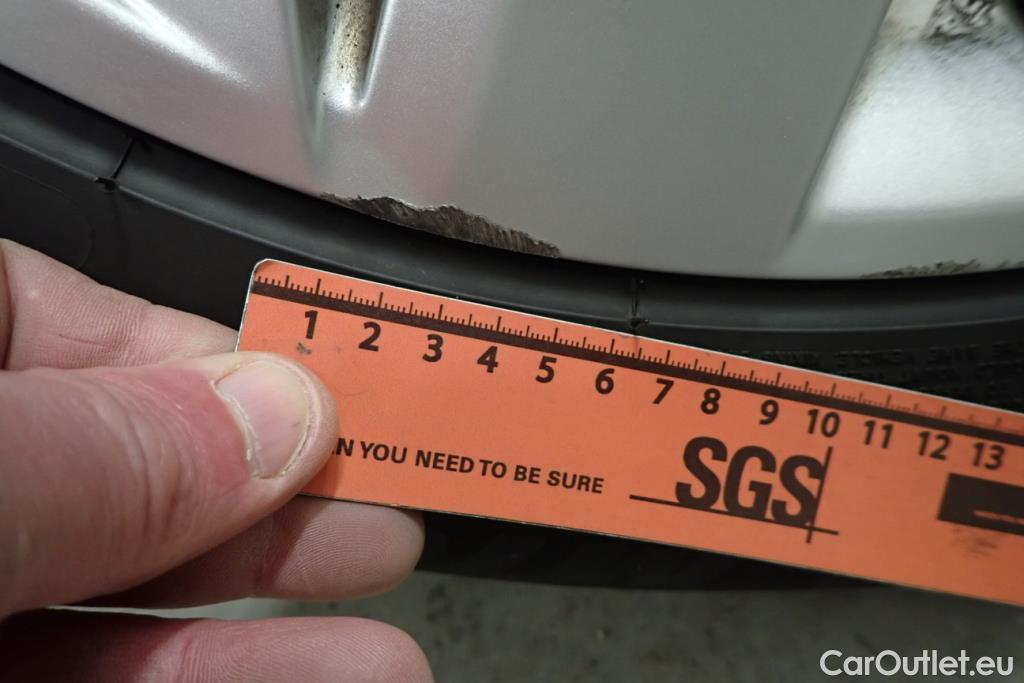 1 2 3 4 5 6 7 8 9 10 11 12 13
N YOU NEED TO BE SURE
SGS
CarOutlet.eu